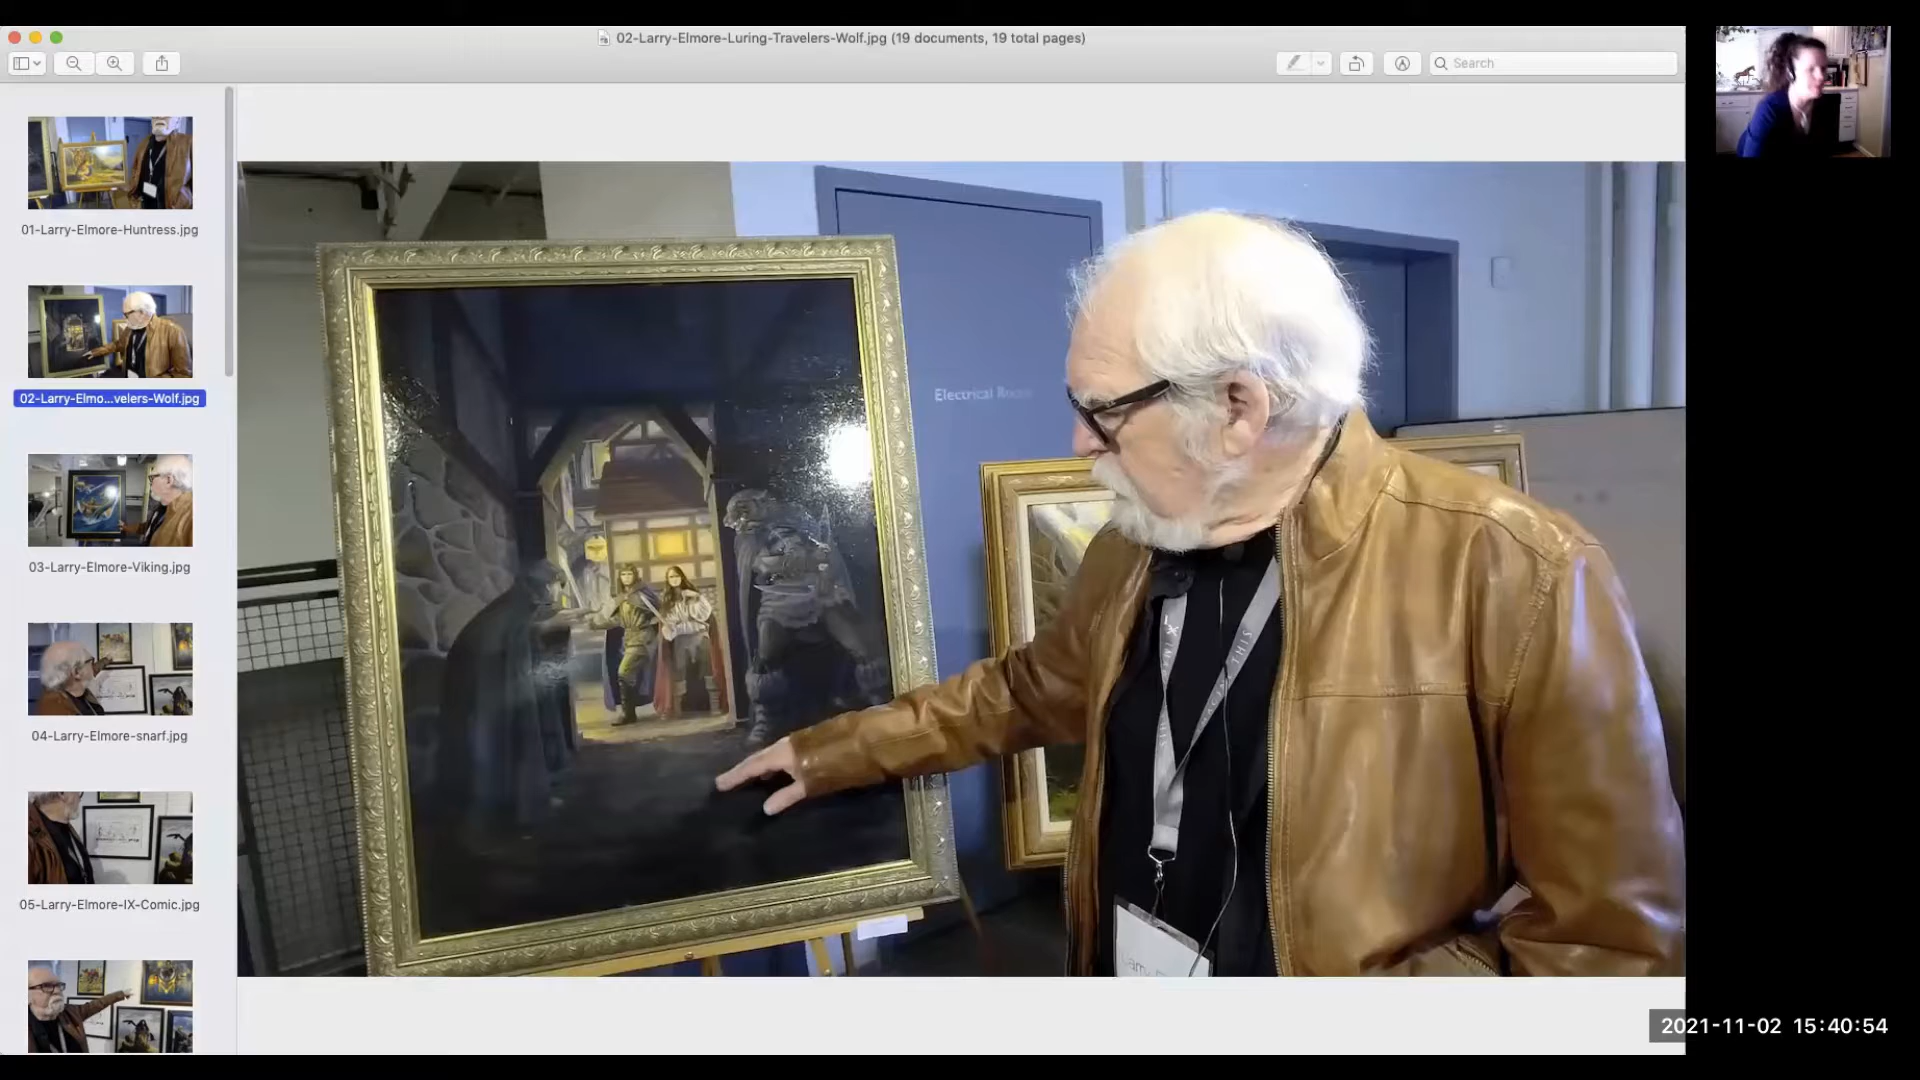 02-Larry-Elmore-Luring-Travelers-Wolf.jpg (19 documents, 19 total pages)
Search
01-Larry-Elmore-Huntress.jpg
02-Larry-Elmo...velers-Wolf.jpg
03-Larry-Elmore-Viking.jpg
04-Larry-Elmore-snarf.jpg
05-Larry-Elmore-IX-Comic.jpg
Electrical Room
2021-11-02 15:40:54